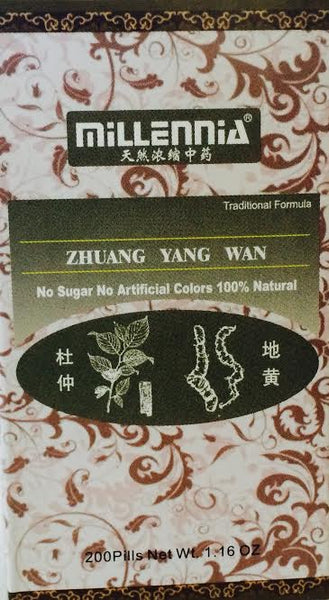 MiLLENNiA®
天然浓缩中药
Traditional Formula
ZHUANG YANG WAN
No Sugar No Artificial Colors 100% Natural
杜仲
地黄
200Pills Net Wt. 1.16 OZ